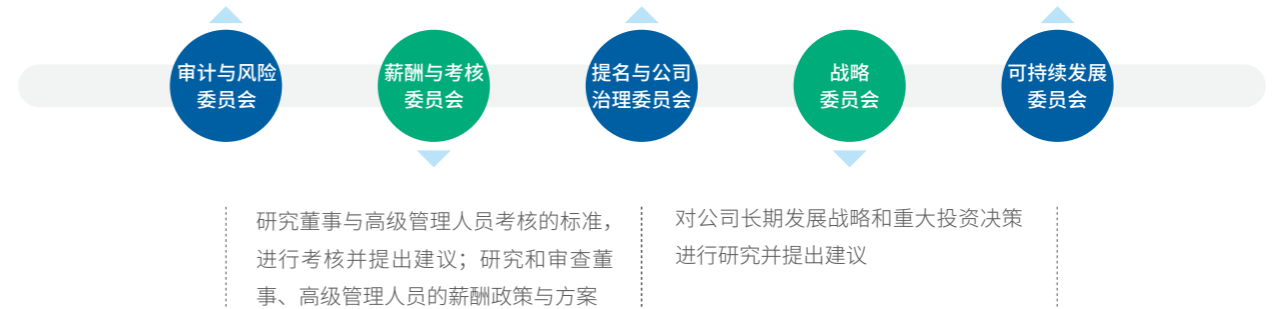 审计与风险
委员会
薪酬与考核
委员会
提名与公司
治理委员会
战略
委员会
可持续发展
委员会
研究董事与高级管理人员考核的标准，
进行考核并提出建议；研究和审查董
事、高级管理人员的薪酬政策与方案
对公司长期发展战略和重大投资决策
进行研究并提出建议